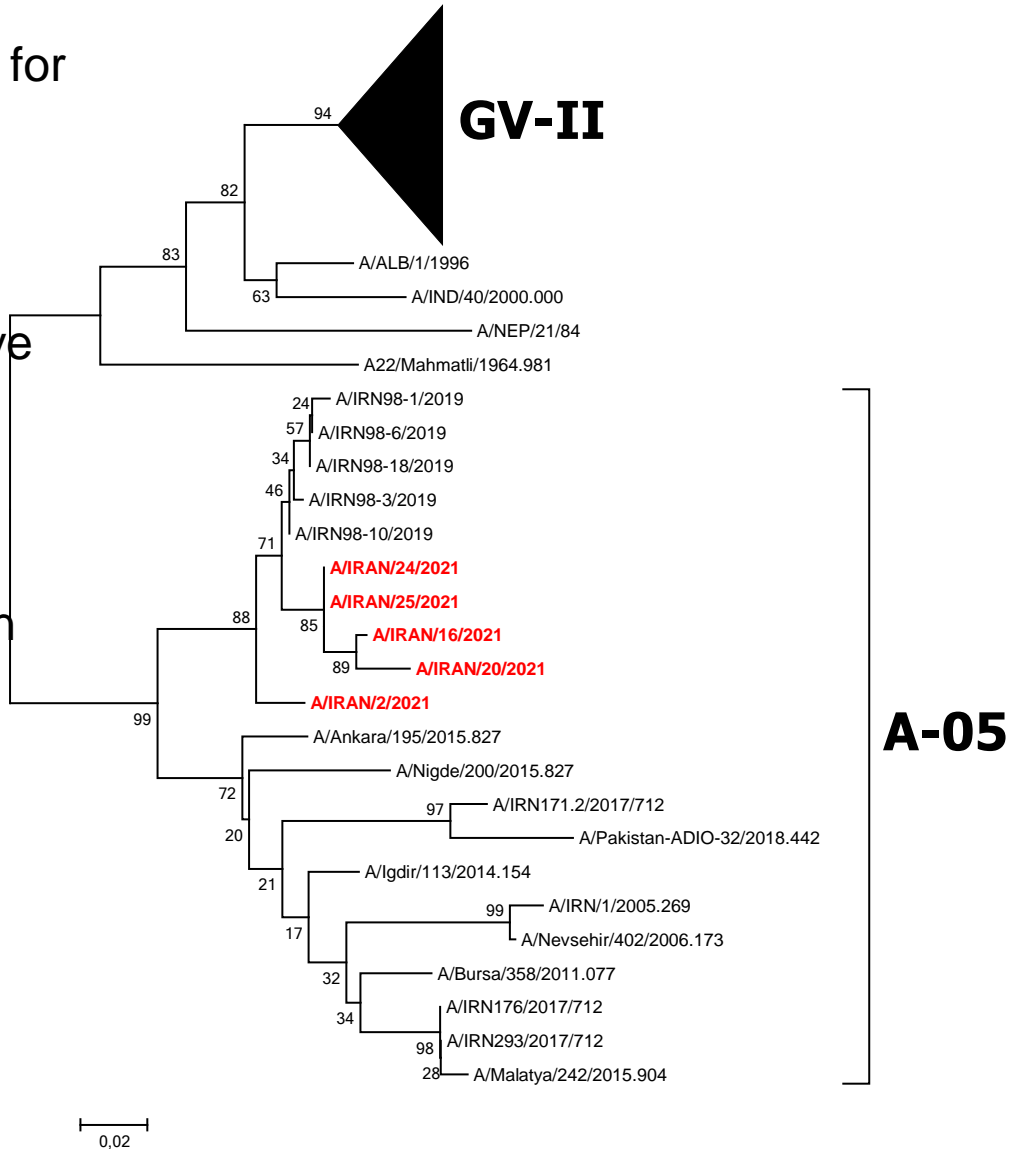 for
94
GV-II
82
83
A/ALB/1/1996
63
A/IND/40/2000.000
A/NEP/21/84
ve
A22/Mahmatli/1964.981
A/IRN98-1/2019
24
57
A/IRN98-6/2019
34
A/IRN98-18/2019
46
A/IRN98-3/2019
A/IRN98-10/2019
71
A/IRAN/24/2021
A/IRAN/25/2021
88
85
n
A/IRAN/16/2021
89
A/IRAN/20/2021
A/IRAN/2/2021
99
A-05
A/Ankara/195/2015.827
A/Nigde/200/2015.827
72
A/IRN171.2/2017/712
97
20
A/Pakistan-ADIO-32/2018.442
A/Igdir/113/2014.154
21
A/IRN/1/2005.269
99
17
A/Nevsehir/402/2006.173
A/Bursa/358/2011.077
32
A/IRN176/2017/712
34
A/IRN293/2017/712
98
28
A/Malatya/242/2015.904
0,02